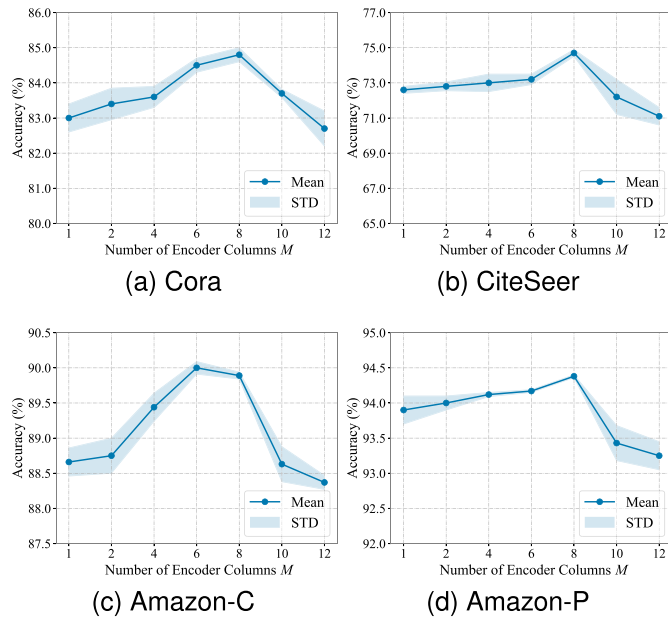 86.0
85.0
84.0
83.0
82.0
81.0
80.0
Accuracy (%)
Mean
STD
1 2 4 6 8 10 12
Number of Encoder Columns M
(a) Cora
77.0
75.0
73.0
71.0
69.0
67.0
65.0
Accuracy (%)
Mean
STD
1 2 4 6 8 10 12
Number of Encoder Columns M
(b) CiteSeer
90.5
90.0
89.5
89.0
88.5
88.0
87.5
Accuracy (%)
Mean
STD
1 2 4 6 8 10 12
Number of Encoder Columns M
(c) Amazon-C
95.0
94.5
94.0
93.5
93.0
92.5
92.0
Accuracy (%)
Mean
STD
1 2 4 6 8 10 12
Number of Encoder Columns M
(d) Amazon-P